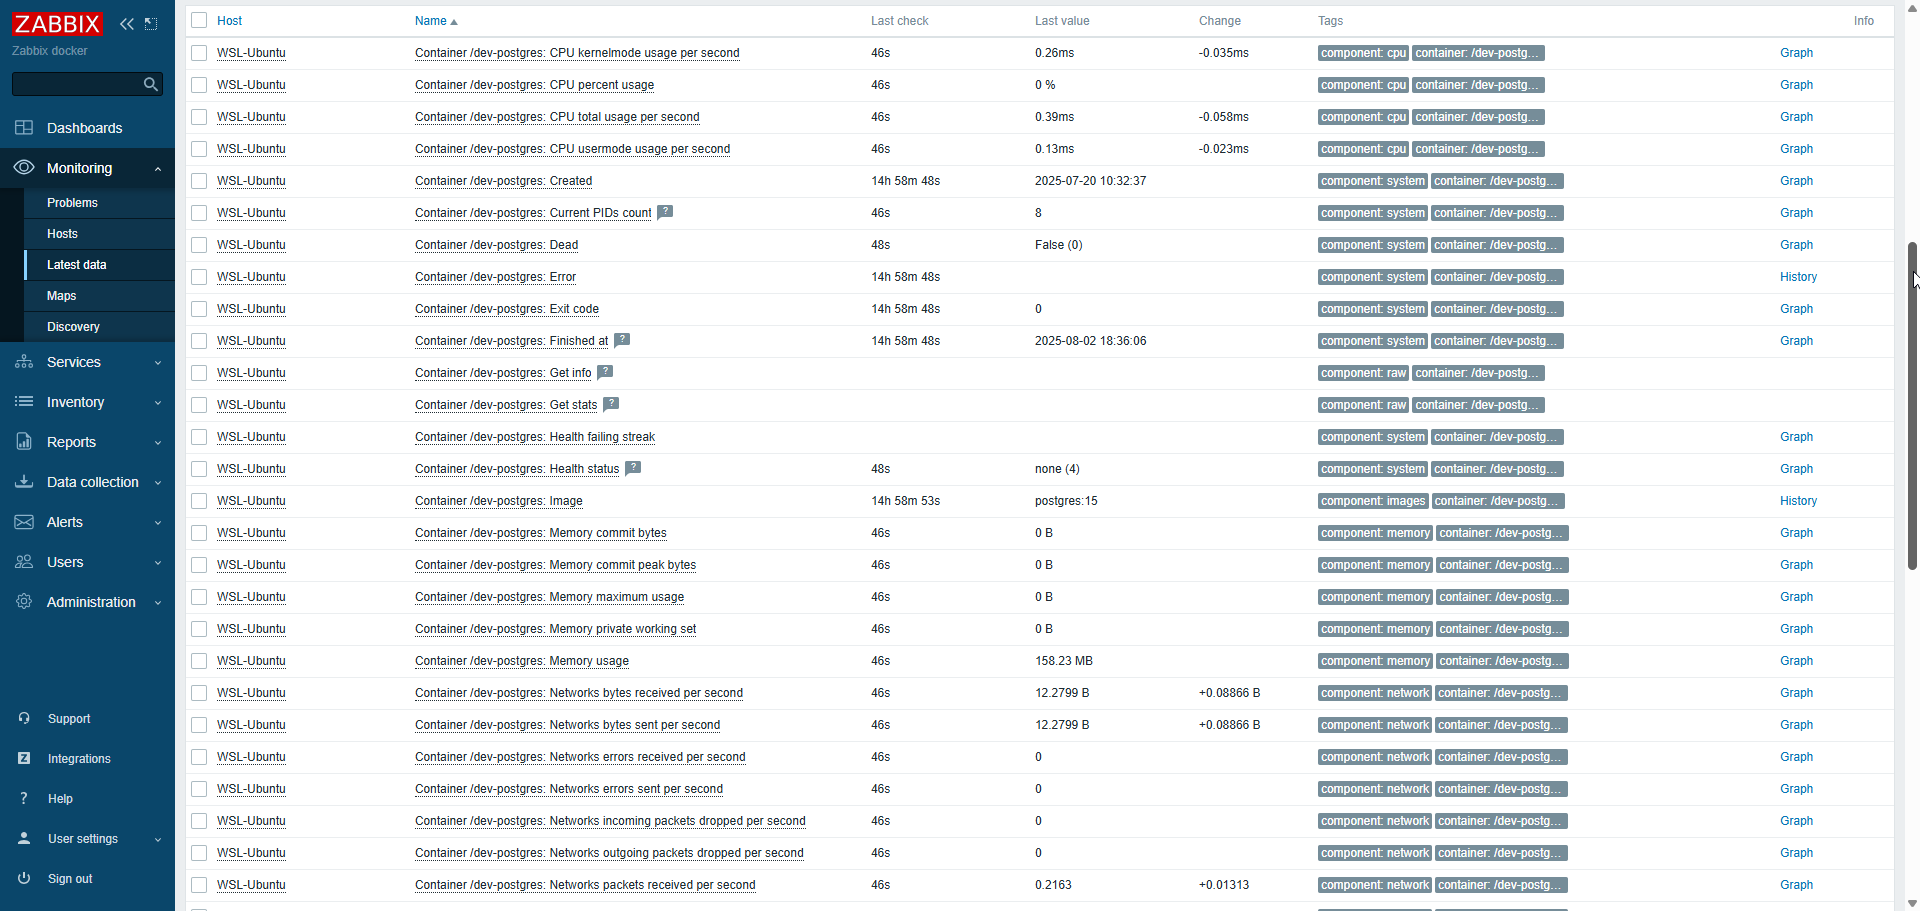 ZABBIX
Zabbix docker
Dashboards
Monitoring
Problems
Hosts
Latest data
Maps
Discovery
Services
Inventory
Reports
Data collection
Alerts
Users
Administration
Support
Z Integrations
? Help
User settings
Sign out
Host Name Last check Last value Change Tags Info
WSL-Ubuntu Container /dev-postgres: CPU kernelmode usage per second 46s 0.26ms -0.035ms component: cpu container: /dev-postg... Graph
WSL-Ubuntu Container /dev-postgres: CPU percent usage 46s 0 % component: cpu container: /dev-postg... Graph
WSL-Ubuntu Container /dev-postgres: CPU total usage per second 46s 0.39ms -0.058ms component: cpu container: /dev-postg... Graph
WSL-Ubuntu Container /dev-postgres: CPU usermode usage per second 46s 0.13ms -0.023ms component: cpu container: /dev-postg... Graph
WSL-Ubuntu Container /dev-postgres: Created 14h 58m 48s 2025-07-20 10:32:37 component: system container: /dev-postg... Graph
WSL-Ubuntu Container /dev-postgres: Current PIDs count ? 46s 8 component: system container: /dev-postg... Graph
WSL-Ubuntu Container /dev-postgres: Dead 48s False (0) component: system container: /dev-postg... Graph
WSL-Ubuntu Container /dev-postgres: Error 14h 58m 48s component: system container: /dev-postg... History
WSL-Ubuntu Container /dev-postgres: Exit code 14h 58m 48s 0 component: system container: /dev-postg... Graph
WSL-Ubuntu Container /dev-postgres: Finished at ? 14h 58m 48s 2025-08-02 18:36:06 component: system container: /dev-postg... Graph
WSL-Ubuntu Container /dev-postgres: Get info ? component: raw container: /dev-postg...
WSL-Ubuntu Container /dev-postgres: Get stats ? component: raw container: /dev-postg...
WSL-Ubuntu Container /dev-postgres: Health failing streak component: system container: /dev-postg... Graph
WSL-Ubuntu Container /dev-postgres: Health status ? 48s none (4) component: system container: /dev-postg... Graph
WSL-Ubuntu Container /dev-postgres: Image 14h 58m 53s postgres:15 component: images container: /dev-postg... History
WSL-Ubuntu Container /dev-postgres: Memory commit bytes 46s 0 B component: memory container: /dev-postg... Graph
WSL-Ubuntu Container /dev-postgres: Memory commit peak bytes 46s 0 B component: memory container: /dev-postg... Graph
WSL-Ubuntu Container /dev-postgres: Memory maximum usage 46s 0 B component: memory container: /dev-postg... Graph
WSL-Ubuntu Container /dev-postgres: Memory private working set 46s 0 B component: memory container: /dev-postg... Graph
WSL-Ubuntu Container /dev-postgres: Memory usage 46s 158.23 MB component: memory container: /dev-postg... Graph
WSL-Ubuntu Container /dev-postgres: Networks bytes received per second 46s 12.2799 B +0.08866 B component: network container: /dev-postg... Graph
WSL-Ubuntu Container /dev-postgres: Networks bytes sent per second 46s 12.2799 B +0.08866 B component: network container: /dev-postg... Graph
WSL-Ubuntu Container /dev-postgres: Networks errors received per second 46s 0 component: network container: /dev-postg... Graph
WSL-Ubuntu Container /dev-postgres: Networks errors sent per second 46s 0 component: network container: /dev-postg... Graph
WSL-Ubuntu Container /dev-postgres: Networks incoming packets dropped per second 46s 0 component: network container: /dev-postg... Graph
WSL-Ubuntu Container /dev-postgres: Networks outgoing packets dropped per second 46s 0 component: network container: /dev-postg... Graph
WSL-Ubuntu Container /dev-postgres: Networks packets received per second 46s 0.2163 +0.01313 component: network container: /dev-postg... Graph